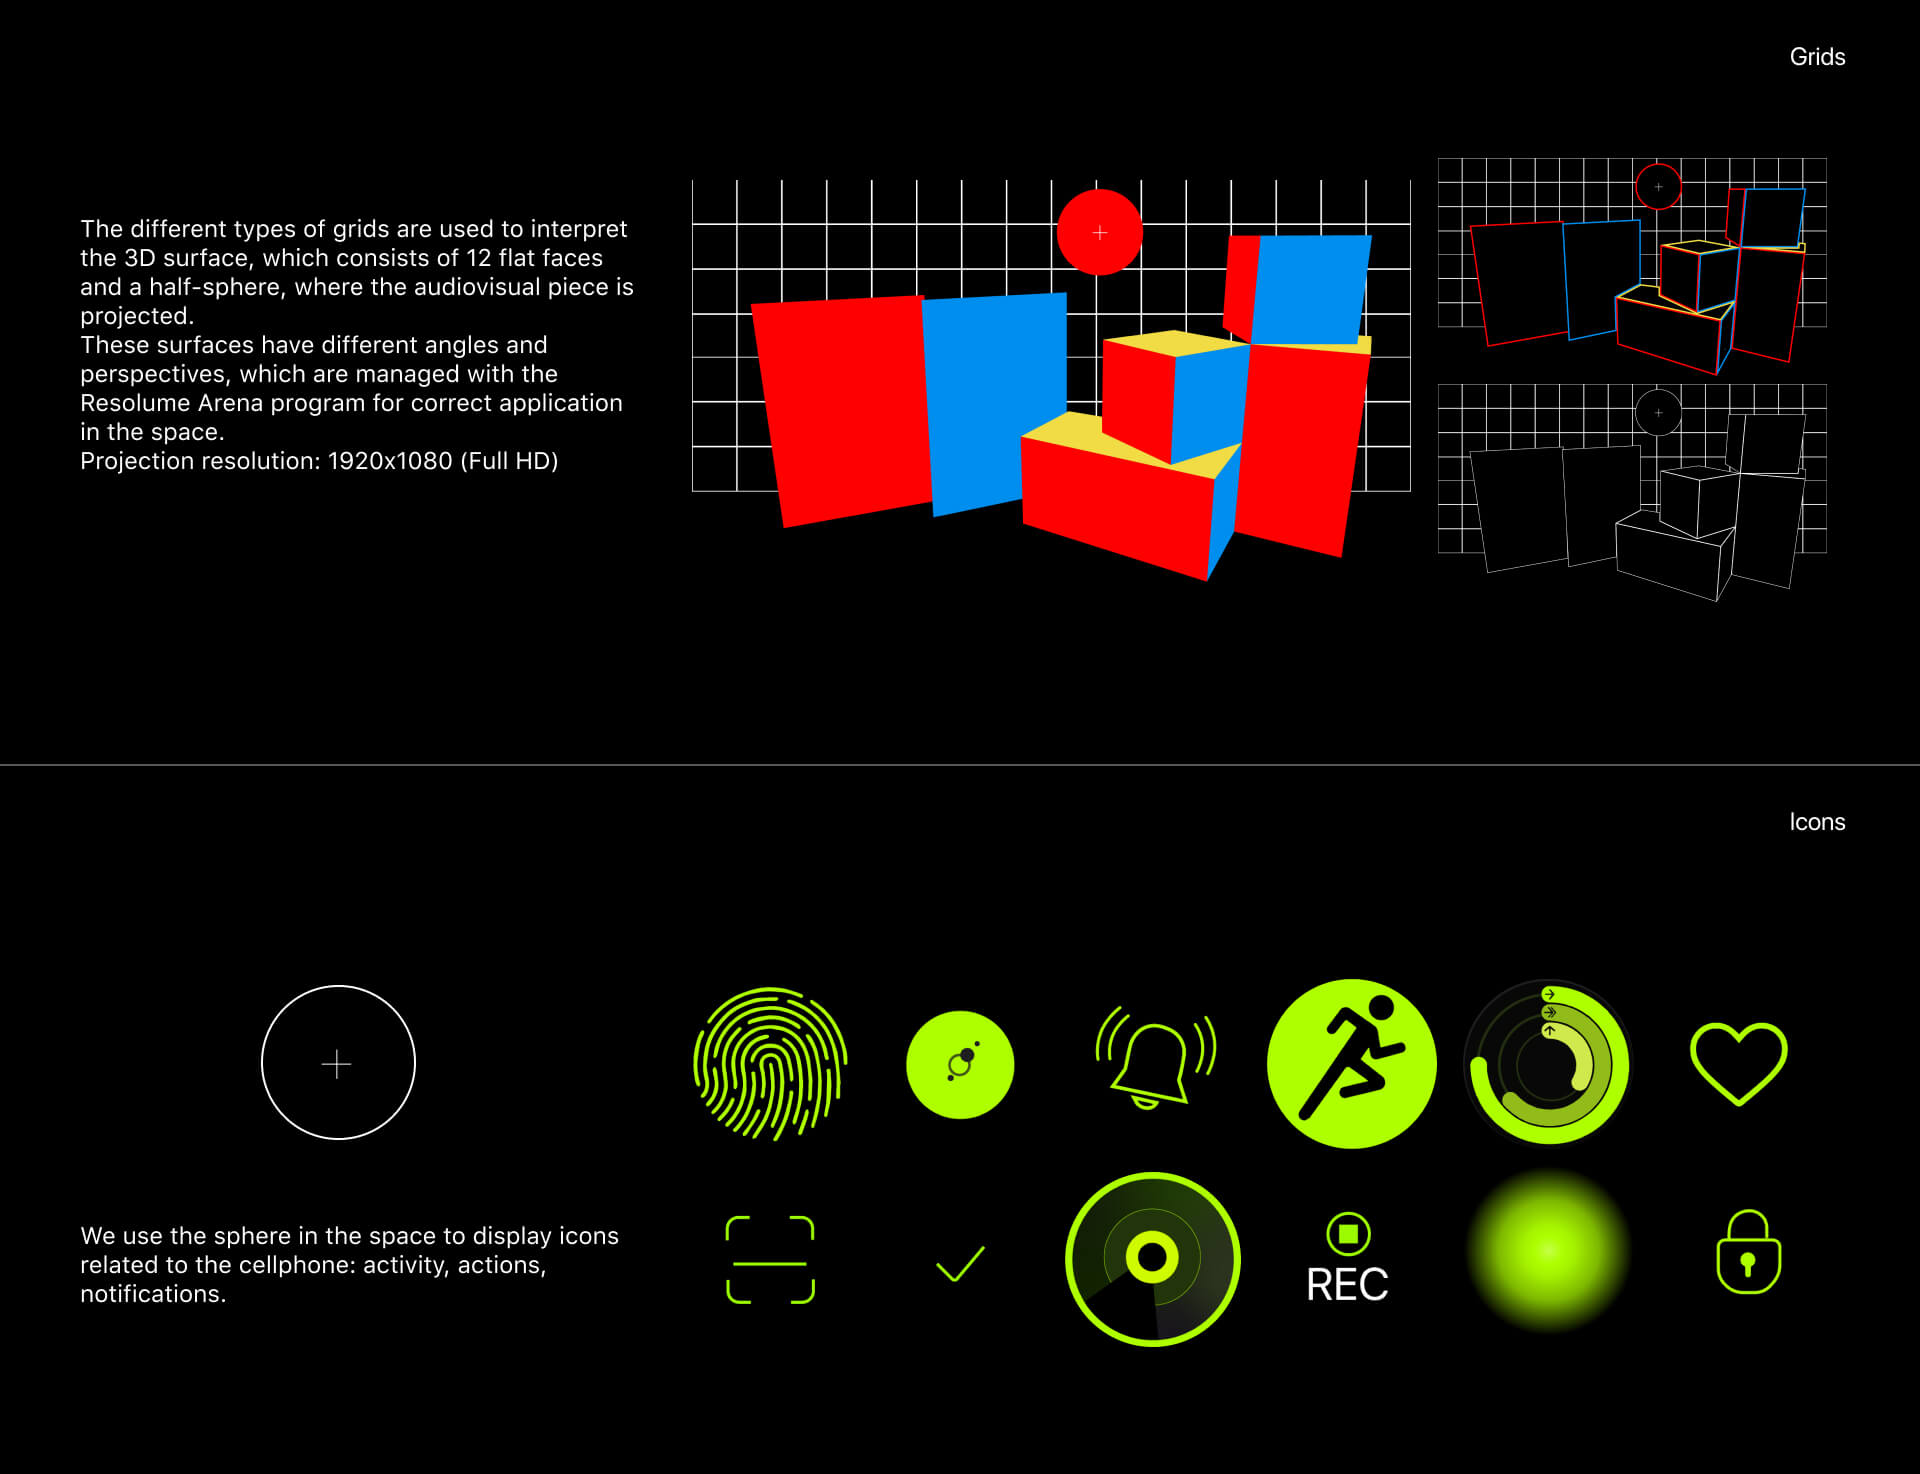 Grids
The different types of grids are used to interpret
the 3D surface, which consists of 12 flat faces
and a half-sphere, where the audiovisual piece is
projected.
These surfaces have different angles and
perspectives, which are managed with the
Resolume Arena program for correct application
in the space.
Projection resolution: 1920x1080 (Full HD)
Icons
We use the sphere in the space to display icons
related to the cellphone: activity, actions,
notifications.
REC